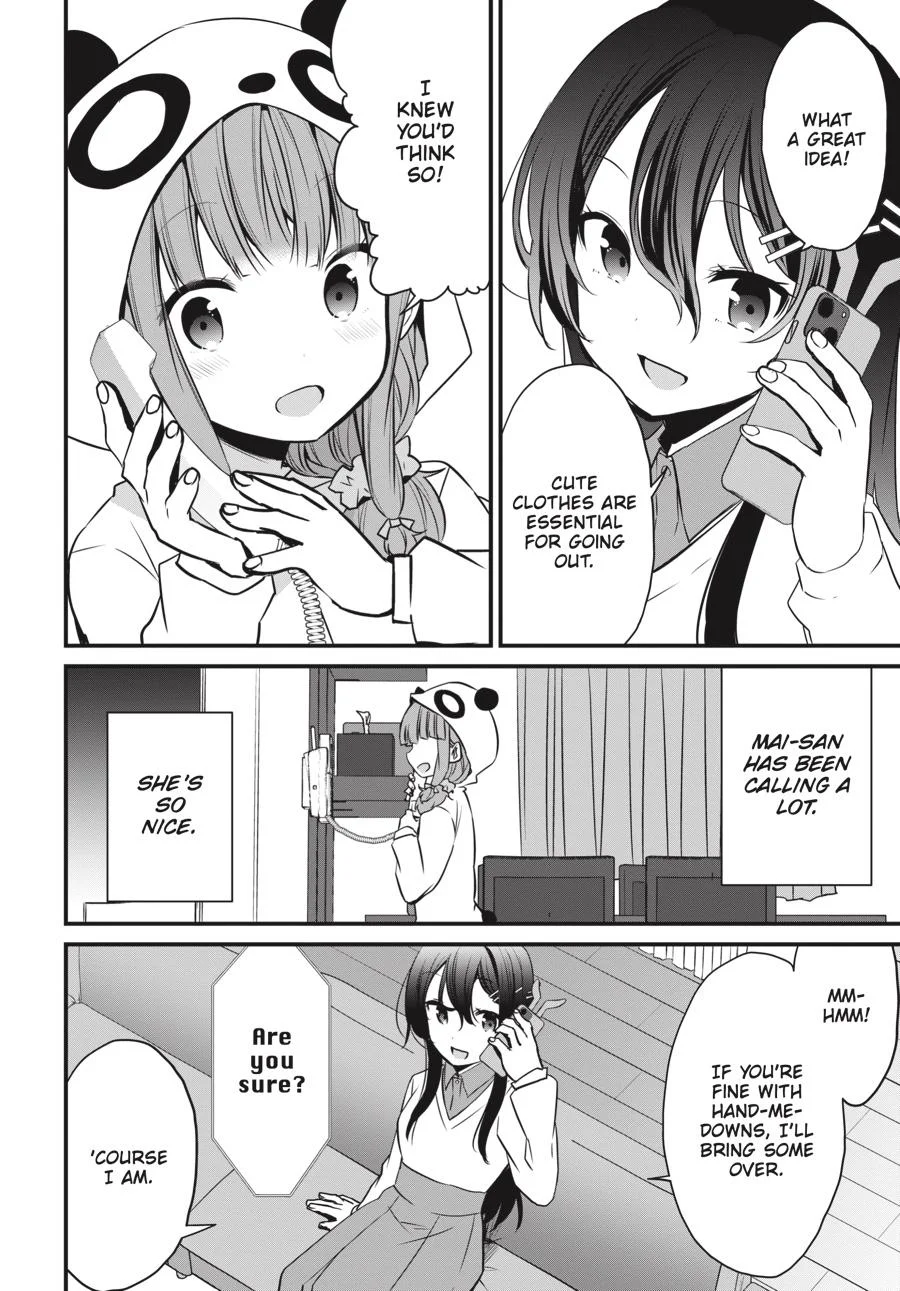 WHAT
A GREAT
IDEA!
CUTE
CLOTHES ARE
ESSENTIAL
FOR GOING
OUT.
I
KNEW
YOU'D
THINK
SO!
MAI-SAN
HAS BEEN
CALLING A
LOT.
SHE'S
SO
NICE.
MM-
HMM!
IF YOU'RE
FINE WITH
HAND-ME-
DOWNS, I'LL
BRING SOME
OVER.
Are
you
sure?
'COURSE
I AM.